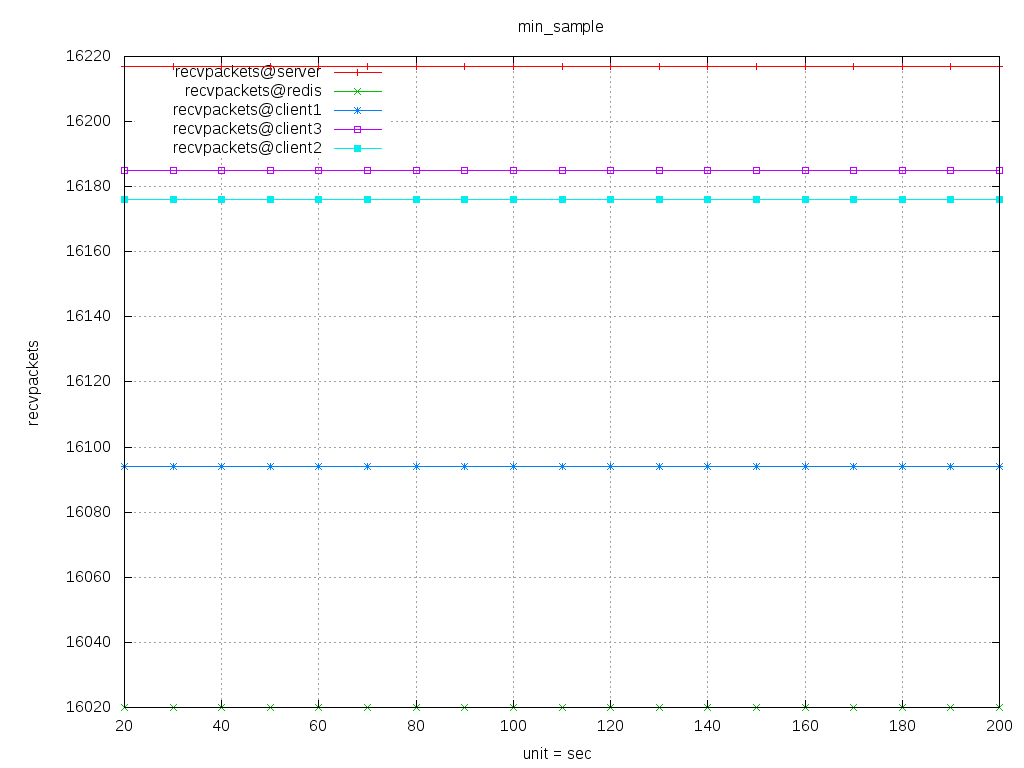 min_sample
16220
16200
16180
16160
16140
16120
16100
16080
16060
16040
16020
recvpackets
recvpackets@server
recvpackets@redis
recvpackets@client1
recvpackets@client3
recvpackets@client2
20 40 60 80 100 120 140 160 180 200
unit = sec